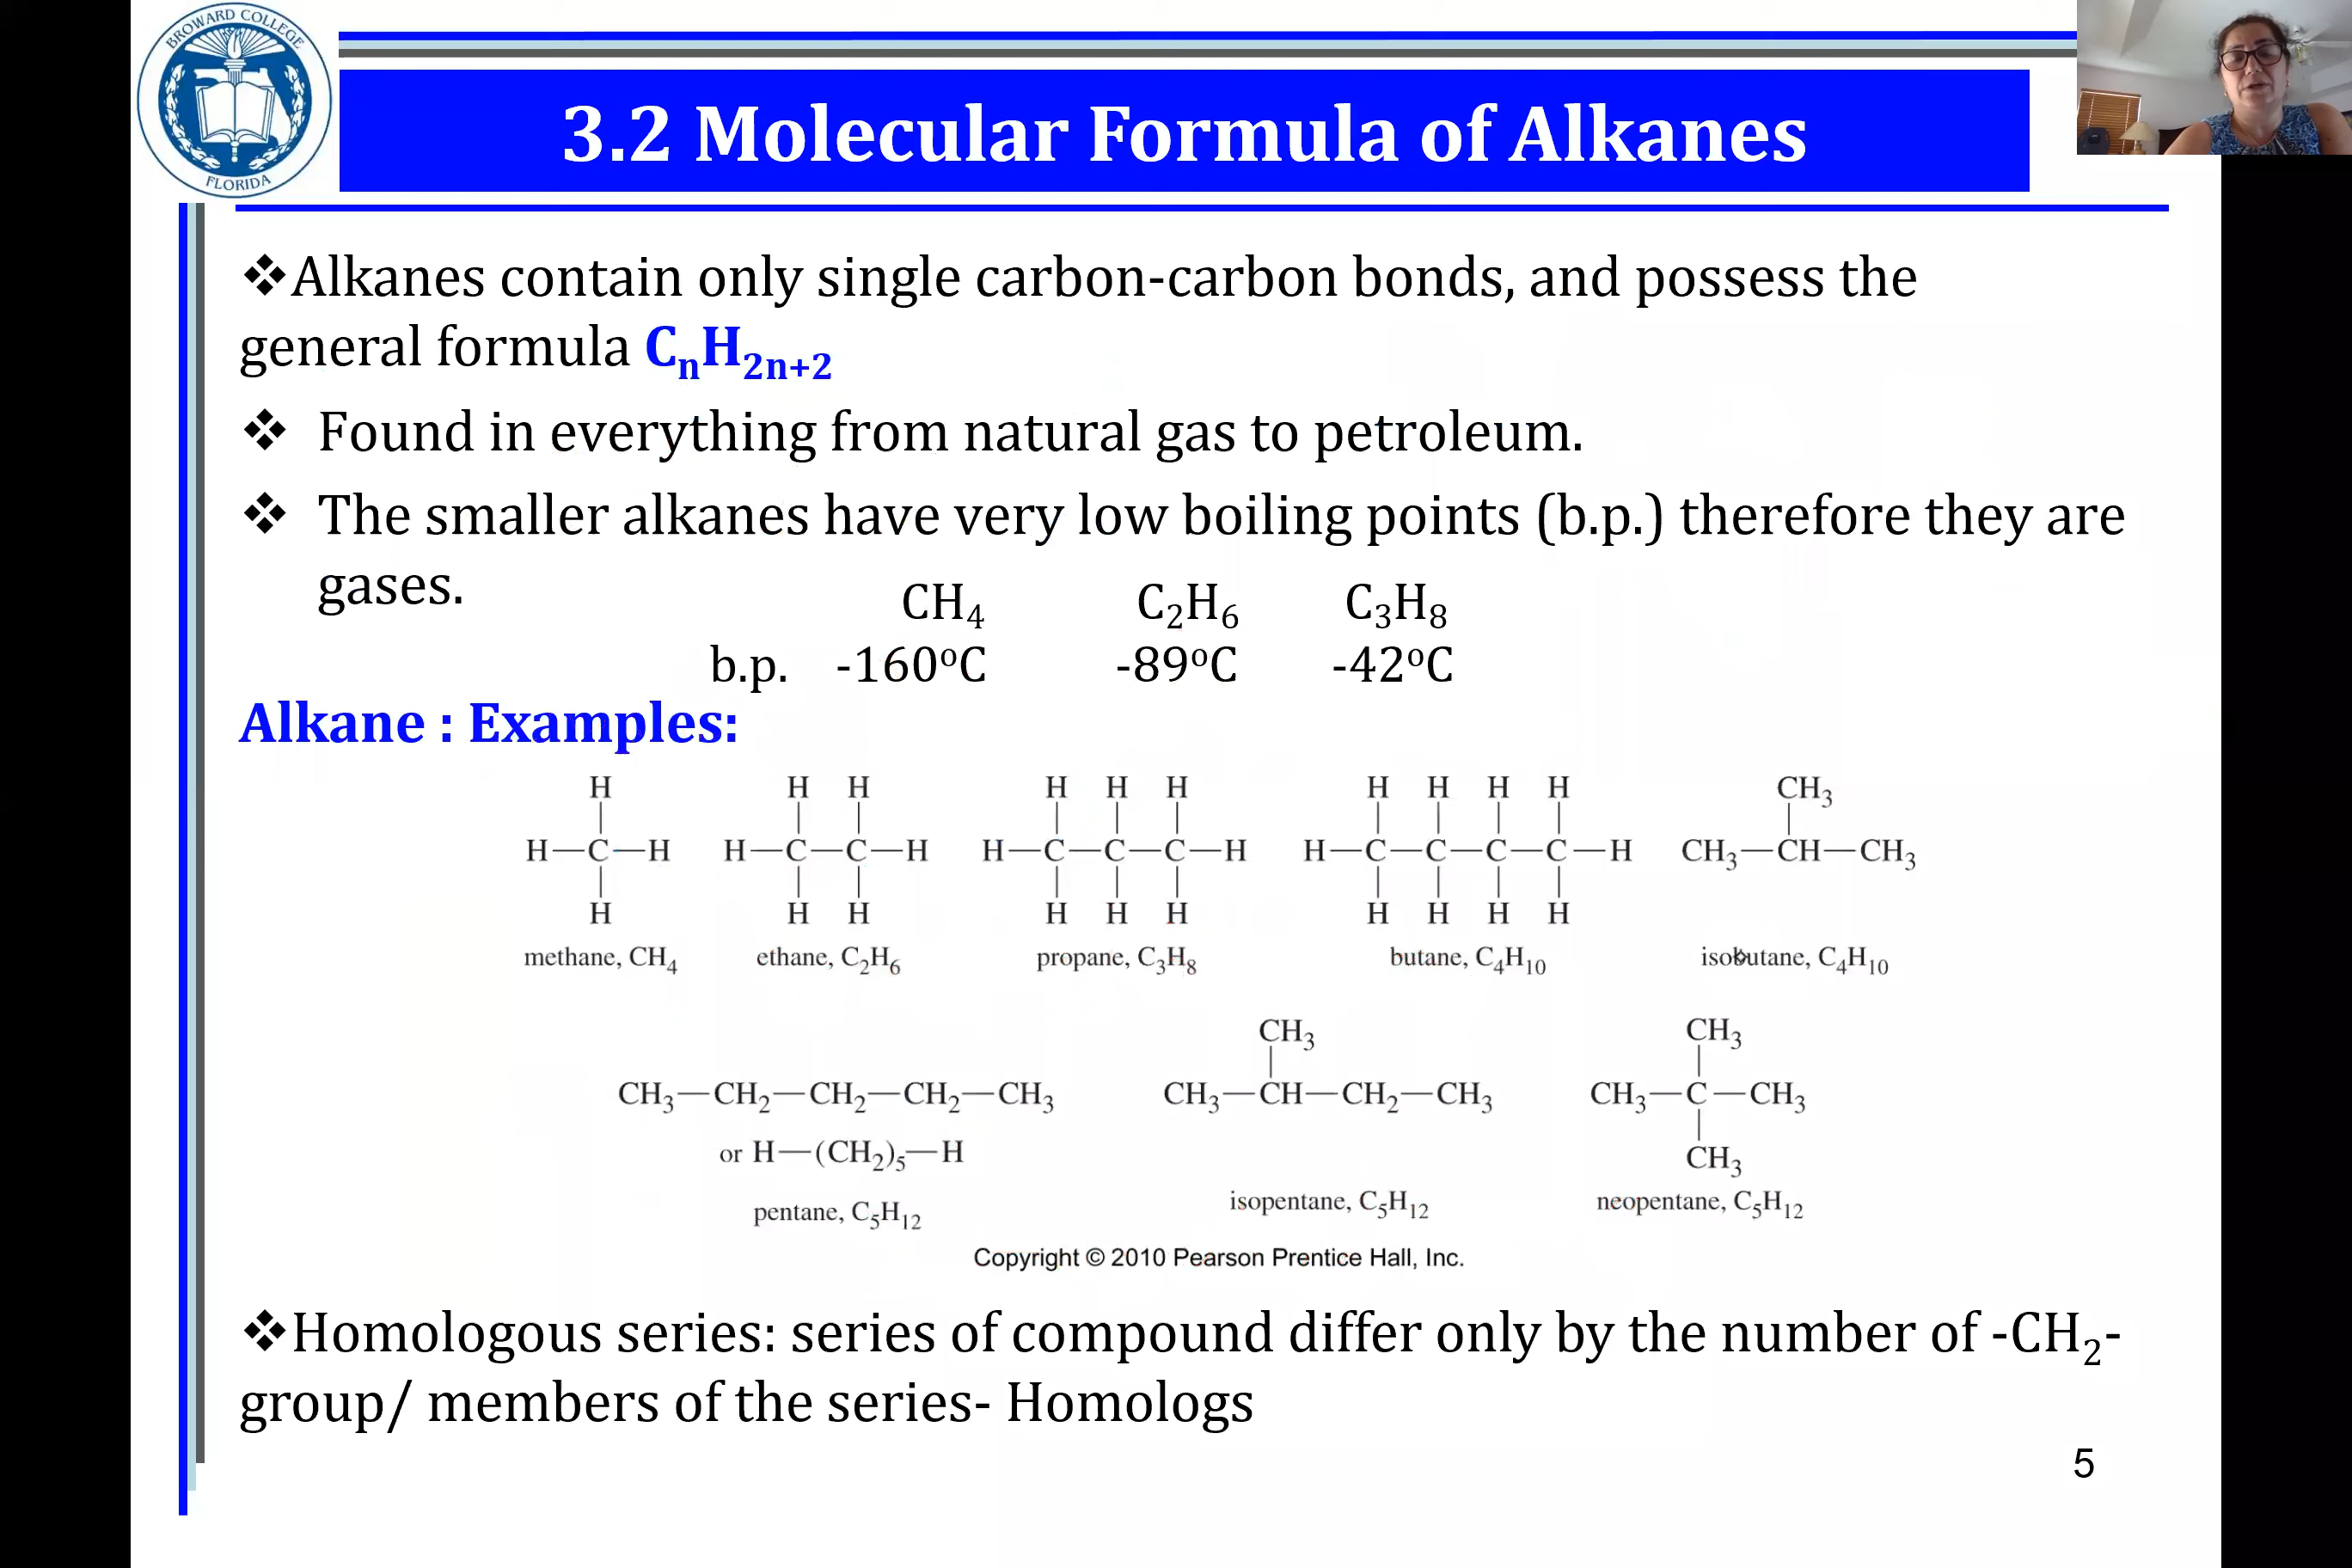 BROWARD COLLEGE
FLORIDA
3.2 Molecular Formula of Alkanes
❖Alkanes contain only single carbon-carbon bonds, and possess the
general formula CₙH₂ₙ₊₂
❖ Found in everything from natural gas to petroleum.
❖ The smaller alkanes have very low boiling points (b.p.) therefore they are
gases.
CH₄ C₂H₆ C₃H₈
b.p. -160ºC -89ºC -42ºC
Alkane : Examples:
H H H H H H H H H H CH₃
H—C—H H—C—C—H H—C—C—C—H H—C—C—C—C—H CH₃—CH—CH₃
H H H H H H H H H H
methane, CH₄ ethane, C₂H₆ propane, C₃H₈ butane, C₄H₁₀ isobutane, C₄H₁₀
CH₃ CH₃
CH₃—CH₂—CH₂—CH₂—CH₃ CH₃—CH—CH₂—CH₃ CH₃—C—CH₃
or H—(CH₂)₅—H CH₃
pentane, C₅H₁₂ isopentane, C₅H₁₂ neopentane, C₅H₁₂
Copyright © 2010 Pearson Prentice Hall, Inc.
❖Homologous series: series of compound differ only by the number of -CH₂-
group/ members of the series- Homologs
5